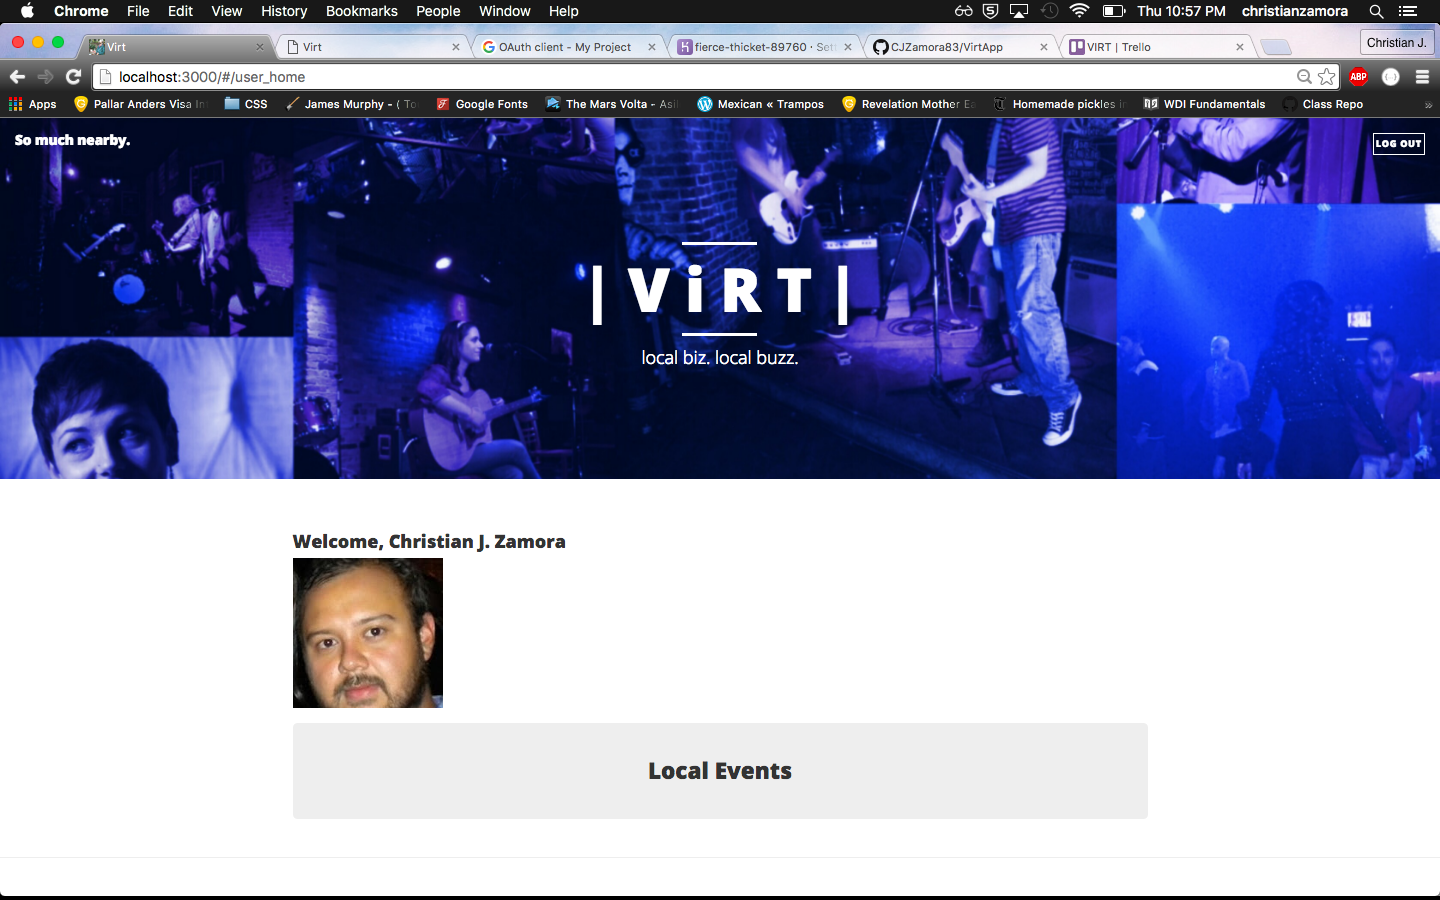 Chrome File Edit View History Bookmarks People Window Help Thu 10:57 PM christianzamora
Virt Virt OAuth client - My Project fierce-thicket-89760 · Sett CJZamora83/VirtApp VIRT | Trello Christian J.
localhost:3000/#/user_home ABP
Apps Pallar Anders Visa In CSS James Murphy - ( To Google Fonts The Mars Volta - Asi Mexican « Trampos Revelation Mother Ea Homemade pickles in WDI Fundamentals Class Repo »
So much nearby. LOG OUT
| ViRT |
local biz. local buzz.
Welcome, Christian J. Zamora
Local Events